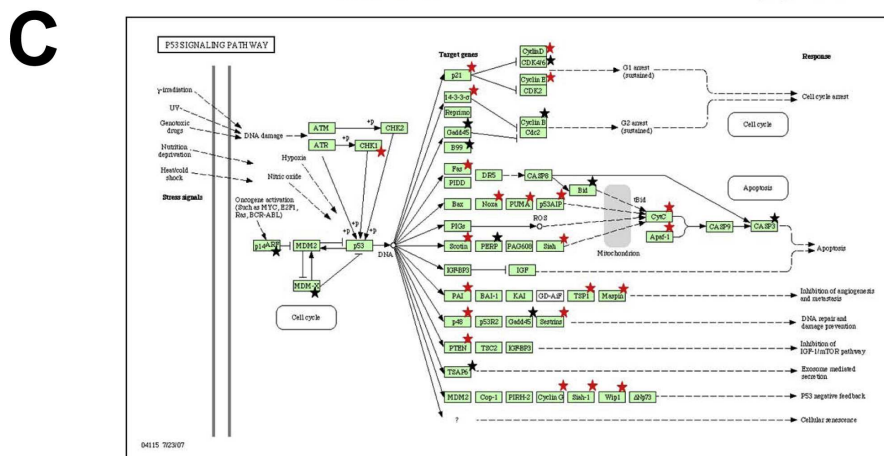 C
P53 SIGNALING PATHWAY
Target genes
Response
γ-irradiation
UV
Genotoxic
drugs
Nutrition
deprivation
Heat/cold
shock
Stress signals
DNA damage
ATM
ATR
+p
+p
CHK2
CHK1
Hypoxia
Nitric oxide
Oncogene activation
(Such as MYC, E2F1,
Ras, BCR-ABL)
+p
+p
+p
p14ARF
MDM2
p53
DNA
MDM-X
Cell cycle
p21
CyclinD
CDK4/6
Cyclin E
CDK2
G1 arrest
(sustained)
14-3-3-σ
Reprimo
Gadd45
B99
Cyclin B
Cdc2
G2 arrest
(sustained)
Cell cycle arrest
Cell cycle
Fas
PIDD
DR5
CASP8
Bid
tBid
Apoptosis
Bax
Noxa
PUMA
p53AIP
CytC
Apaf-1
CASP9
CASP3
PIGs
ROS
Mitochondrion
Scotin
PERP
PAG608
Siah
Apoptosis
IGF-BP3
IGF
PAI
BAI-1
KAI
GD-AiF
TSP1
Maspin
Inhibition of angiogenesis
and metastasis
p48
p53R2
Gadd45
Sestrins
DNA repair and
damage prevention
PTEN
TSC2
IGF-BP3
Inhibition of
IGF-1/mTOR pathway
TSAP6
Exosome mediated
secretion
MDM2
Cop-1
PIRH-2
Cyclin G
Siah-1
Wip1
ΔNp73
P53 negative feedback
?
Cellular senescence
04115 7/23/07